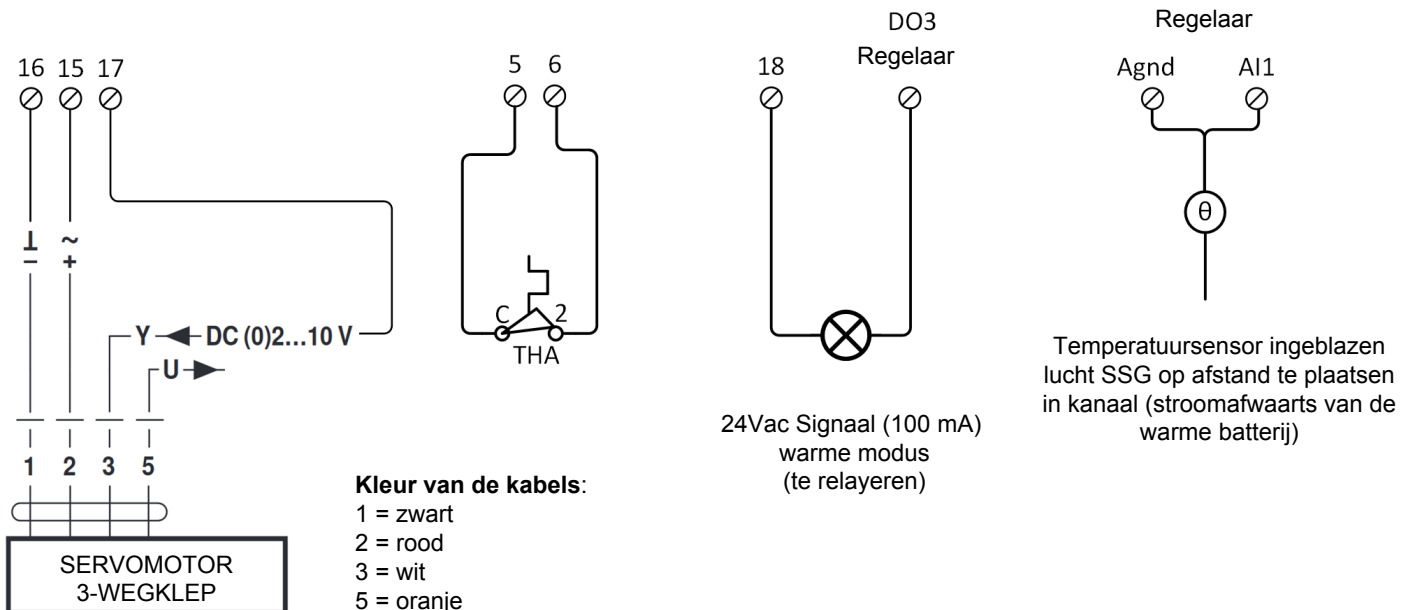 16 15 17
⊥ ~
− +
Y DC (0)2...10 V
U
1 2 3 5
SERVOMOTOR
3-WEGKLEP
Kleur van de kabels:
1 = zwart
2 = rood
3 = wit
5 = oranje
5 6
C 2
THA
DO3
Regelaar
18
24Vac Signaal (100 mA)
warme modus
(te relayeren)
Regelaar
Agnd AI1
θ
Temperatuursensor ingeblazen
lucht SSG op afstand te plaatsen
in kanaal (stroomafwaarts van de
warme batterij)